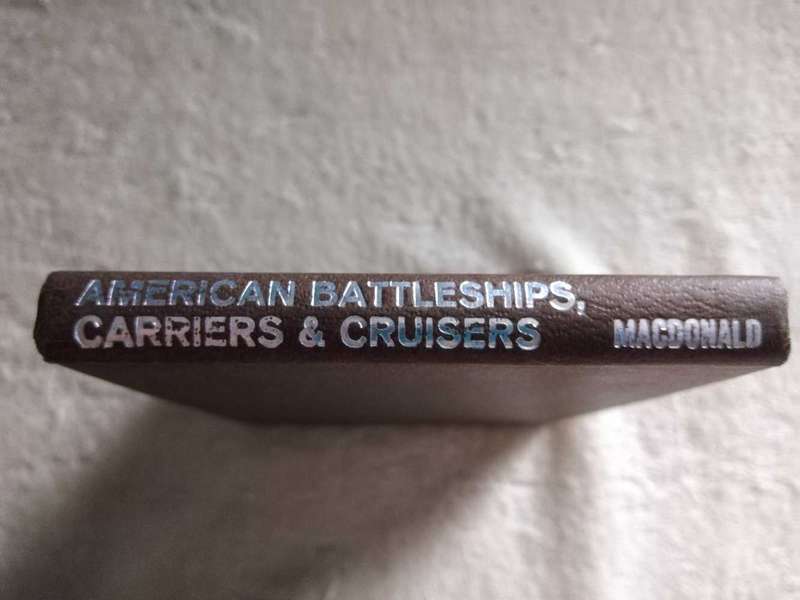 AMERICAN BATTLESHIPS,
CARRIERS & CRUISERS
MACDONALD